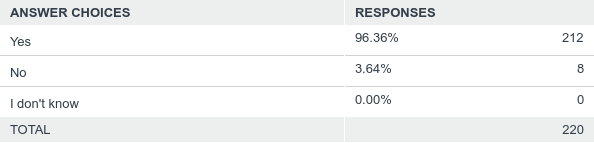 ANSWER CHOICES RESPONSES
Yes 96.36% 212
No 3.64% 8
I don't know 0.00% 0
TOTAL 220